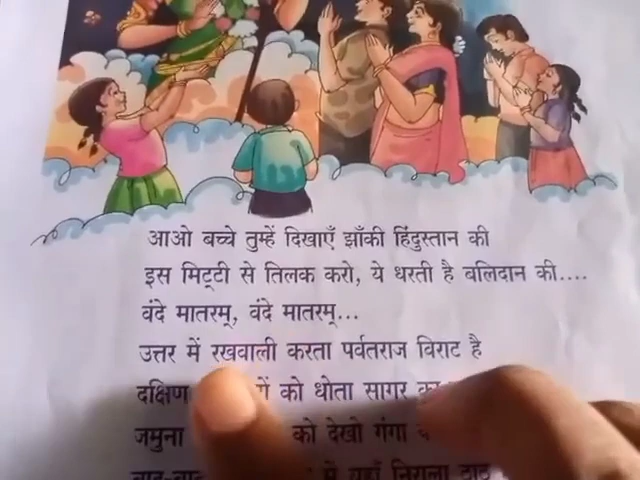 आओ बच्चे तुम्हें दिखाएँ झाँकी हिंदुस्तान की
इस मिट्टी से तिलक करो, ये धरती है बलिदान की....
वंदे मातरम्, वंदे मातरम्...
उत्तर में रखवाली करता पर्वतराज विराट है
दक्षिण को धोता सागर
जमुना को देखो गंगा